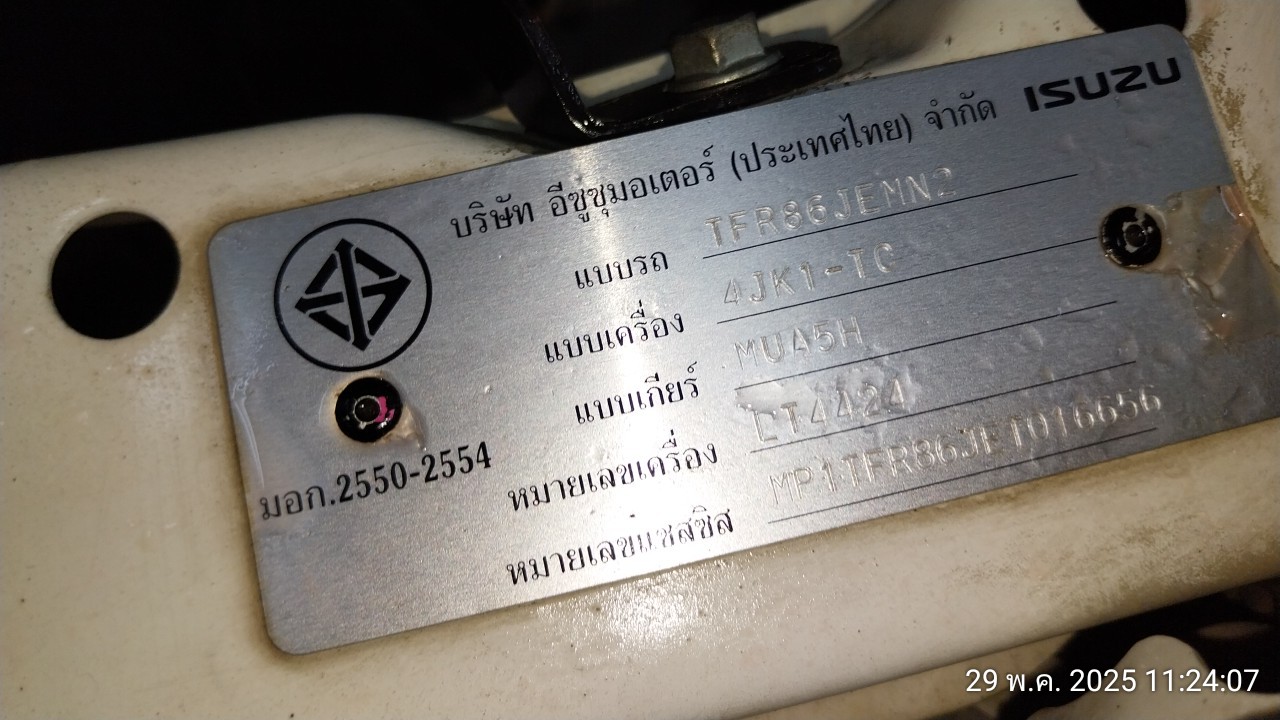 ISUZU
บริษัท อีซูซุมอเตอร์ (ประเทศไทย) จำกัด
แบบรถ TFR86JEMN2
แบบเครื่อง 4JK1-TC
แบบเกียร์ MUA5H
หมายเลขเครื่อง LT4424
หมายเลขแชสซิส MP1TFR86JET016656
มอก.2550-2554
29 พ.ค. 2025 11:24:07